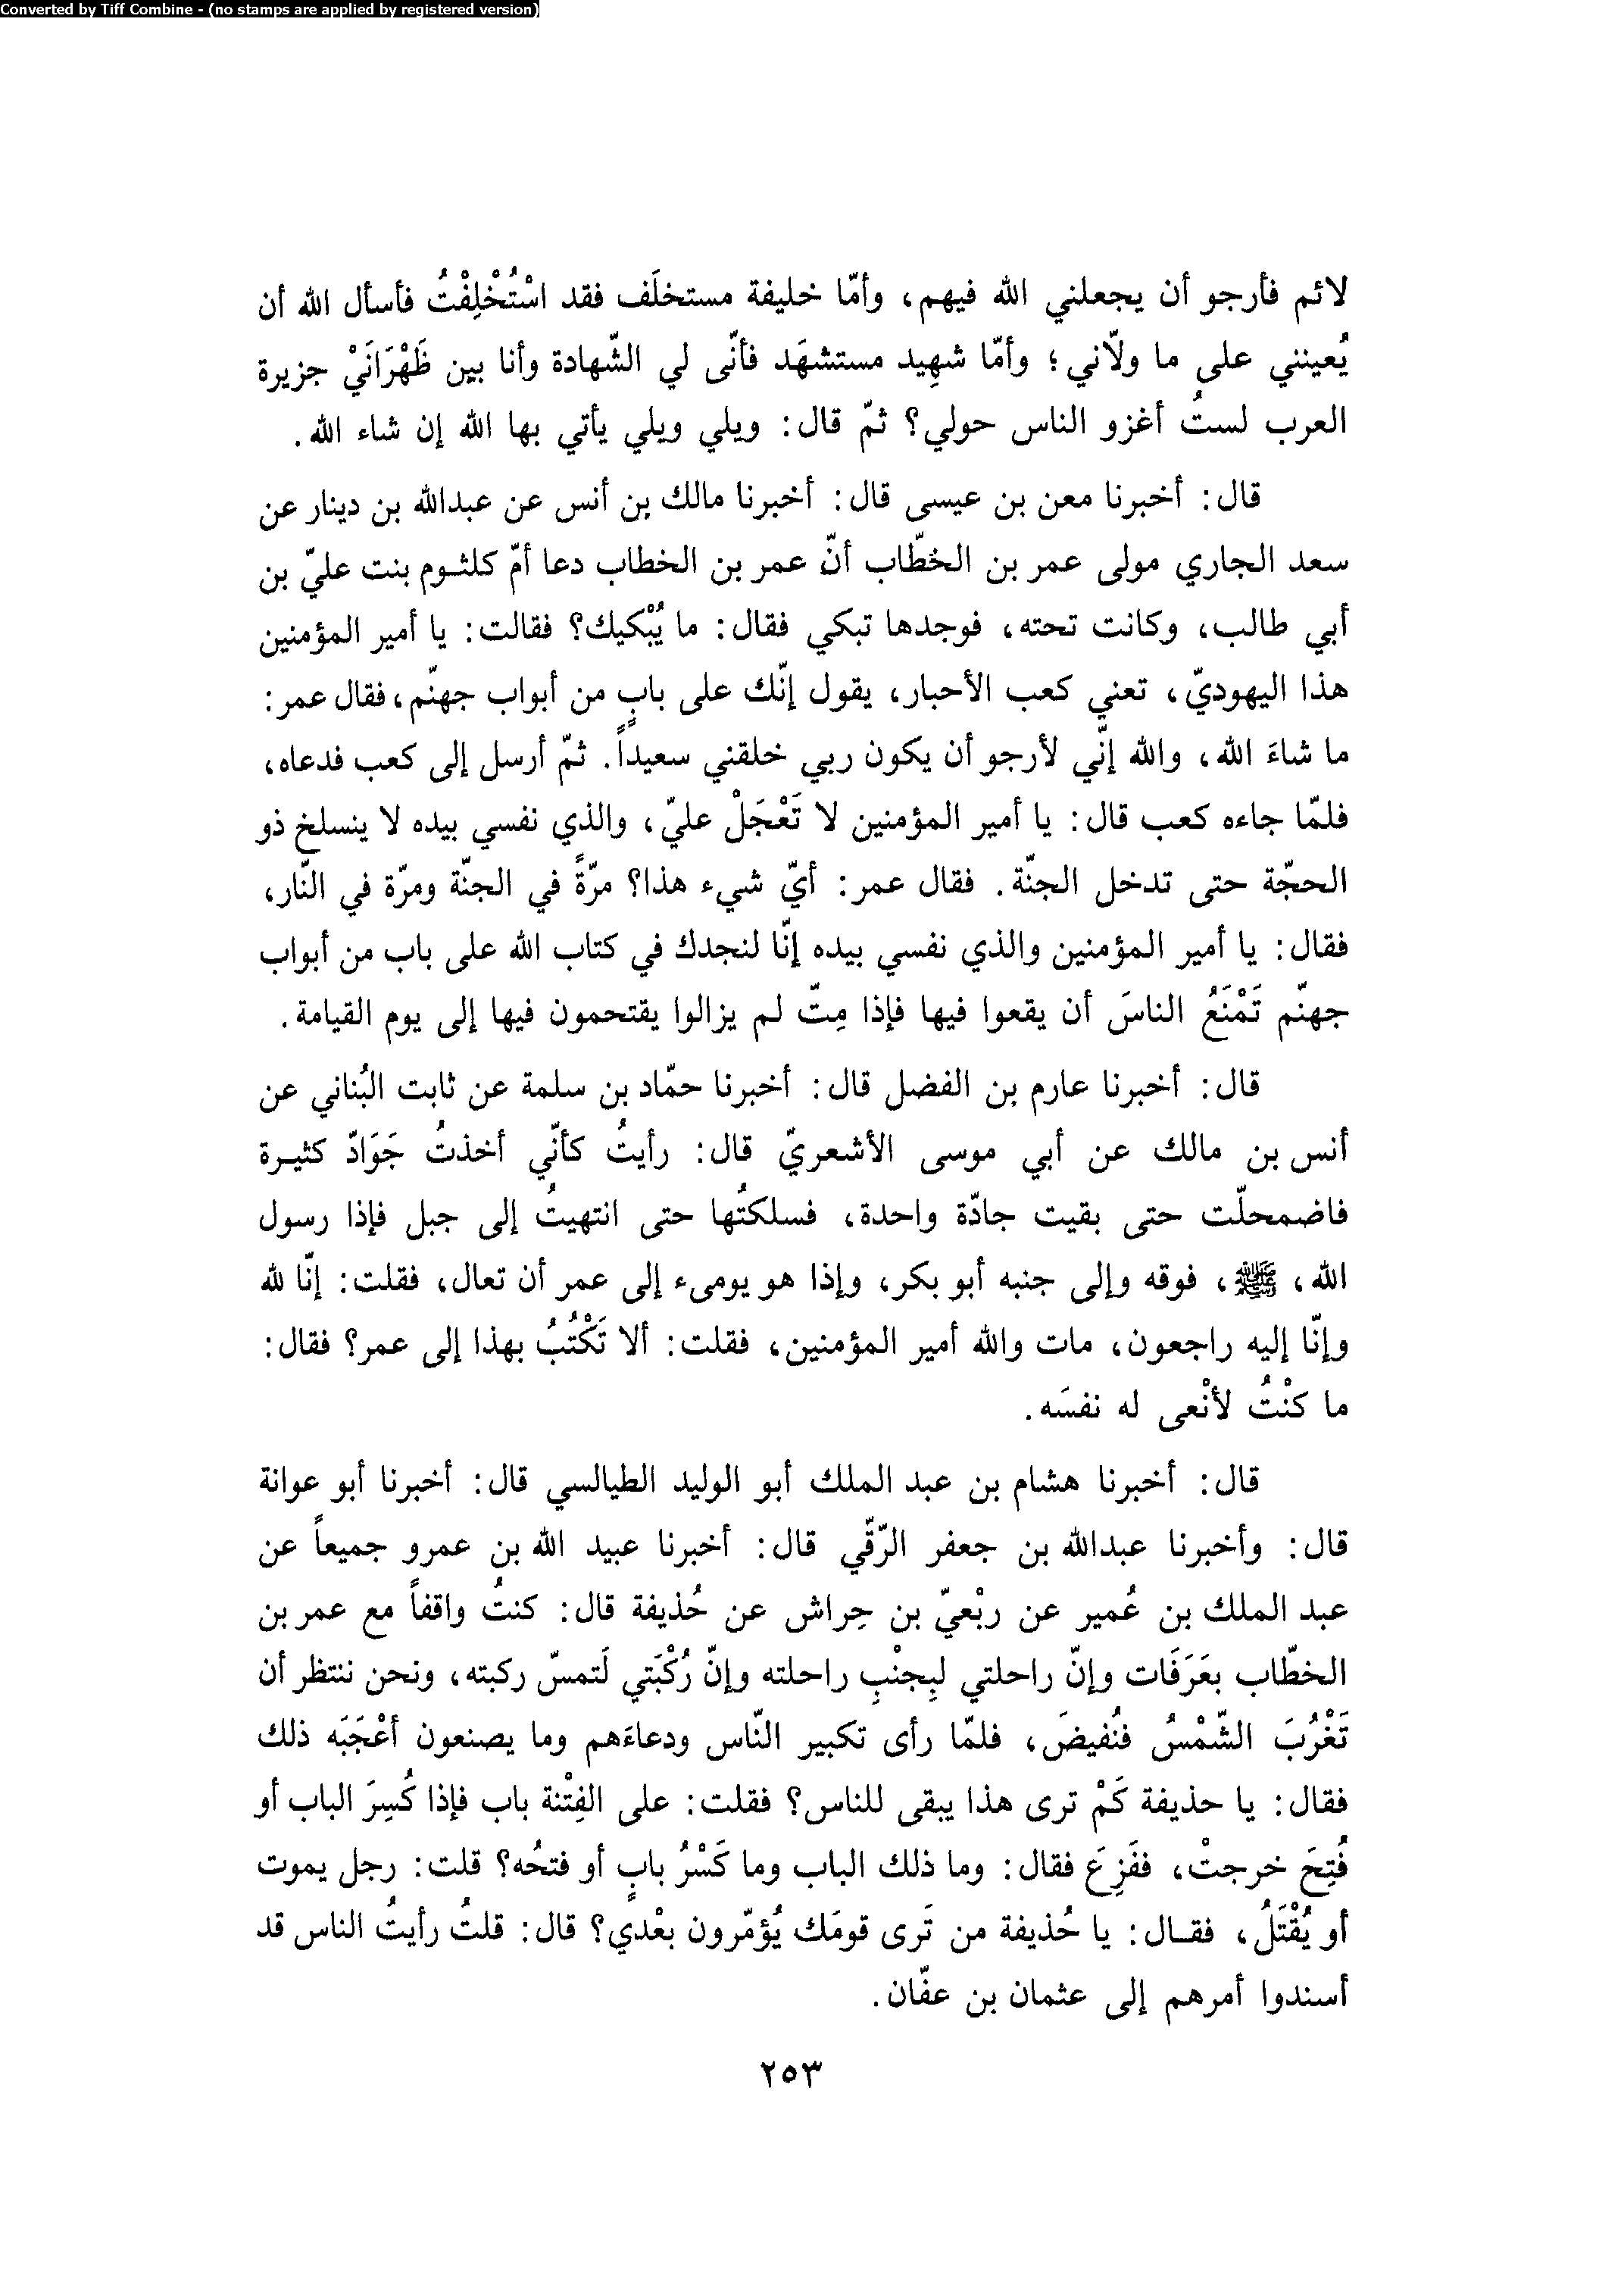 Converted by Tiff Combine - (no stamps are applied by registered version)
لائم فأرجو أن يجعلني الله فيهم، وأمّا خليفة مستخلَف فقد اسْتُخْلِفْتُ فأسأل الله أن
يُعينني على ما ولّاني؛ وأمّا شهِيد مستشهَد فأنّى لي الشّهادة وأنا بين ظَهْرَانَيْ جزيرة
العرب لستُ أغزو الناس حولي؟ ثمّ قال: ويلي ويلي يأتي بها الله إن شاء الله.
قال: أخبرنا معن بن عيسى قال: أخبرنا مالك بن أنس عن عبدالله بن دينار عن
سعد الجاري مولى عمر بن الخطّاب أنّ عمر بن الخطاب دعا أمّ كلثوم بنت عليّ بن
أبي طالب، وكانت تحته، فوجدها تبكي فقال: ما يُبْكيك؟ فقالت: يا أمير المؤمنين
هذا اليهوديّ، تعني كعب الأحبار، يقول إنّك على بابٍ من أبواب جهنّم، فقال عمر:
ما شاءَ الله، والله إنّي لأرجو أن يكون ربي خلقني سعيداً. ثمّ أرسل إلى كعب فدعاه،
فلمّا جاءه كعب قال: يا أمير المؤمنين لا تَعْجَلْ عليّ، والذي نفسي بيده لا ينسلخ ذو
الحجّة حتى تدخل الجنّة. فقال عمر: أيّ شيء هذا؟ مرّةً في الجنّة ومرّة في النّار،
فقال: يا أمير المؤمنين والذي نفسي بيده إنّا لنجدك في كتاب الله على باب من أبواب
جهنّم تَمْنَعُ الناسَ أن يقعوا فيها فإذا مِتّ لم يزالوا يقتحمون فيها إلى يوم القيامة.
قال: أخبرنا عارم بن الفضل قال: أخبرنا حمّاد بن سلمة عن ثابت البُناني عن
أنس بن مالك عن أبي موسى الأشعريّ قال: رأيتُ كأنّي أخذتُ جَوَادّ كثيرة
فاضمحلّت حتى بقيت جادّة واحدة، فسلكتُها حتى انتهيتُ إلى جبل فإذا رسول
الله، ﷺ، فوقه وإلى جنبه أبو بكر، وإذا هو يومىء إلى عمر أن تعال، فقلت: إنّا لله
وإنّا إليه راجعون، مات والله أمير المؤمنين، فقلت: ألا تَكْتُبُ بهذا إلى عمر؟ فقال:
ما كنْتُ لأنْعى له نفسَه.
قال: أخبرنا هشام بن عبد الملك أبو الوليد الطيالسي قال: أخبرنا أبو عوانة
قال: وأخبرنا عبدالله بن جعفر الرّقّي قال: أخبرنا عبيد الله بن عمرو جميعاً عن
عبد الملك بن عُمير عن ربْعيّ بن حِراش عن حُذيفة قال: كنتُ واقفاً مع عمر بن
الخطّاب بعَرَفَات وإنّ راحلتي لبِجنْبِ راحلته وإنّ رُكْبَتي لَتمسّ ركبته، ونحن ننتظر أن
تَغْرُبَ الشّمْسُ فنُفيضَ، فلمّا رأى تكبير النّاس ودعاءَهم وما يصنعون أعْجَبَه ذلك
فقال: يا حذيفة كَمْ ترى هذا يبقى للناس؟ فقلت: على الفِتْنة باب فإذا كُسِرَ الباب أو
فُتِحَ خرجتْ، ففَزِعَ فقال: وما ذلك الباب وما كَسْرُ بابٍ أو فتحُه؟ قلت: رجل يموت
أو يُقْتَلُ، فقال: يا حُذيفة من تَرى قومَك يُؤمّرون بعْدي؟ قال: قلتُ رأيتُ الناس قد
أسندوا أمرهم إلى عثمان بن عفّان.
٢٥٣